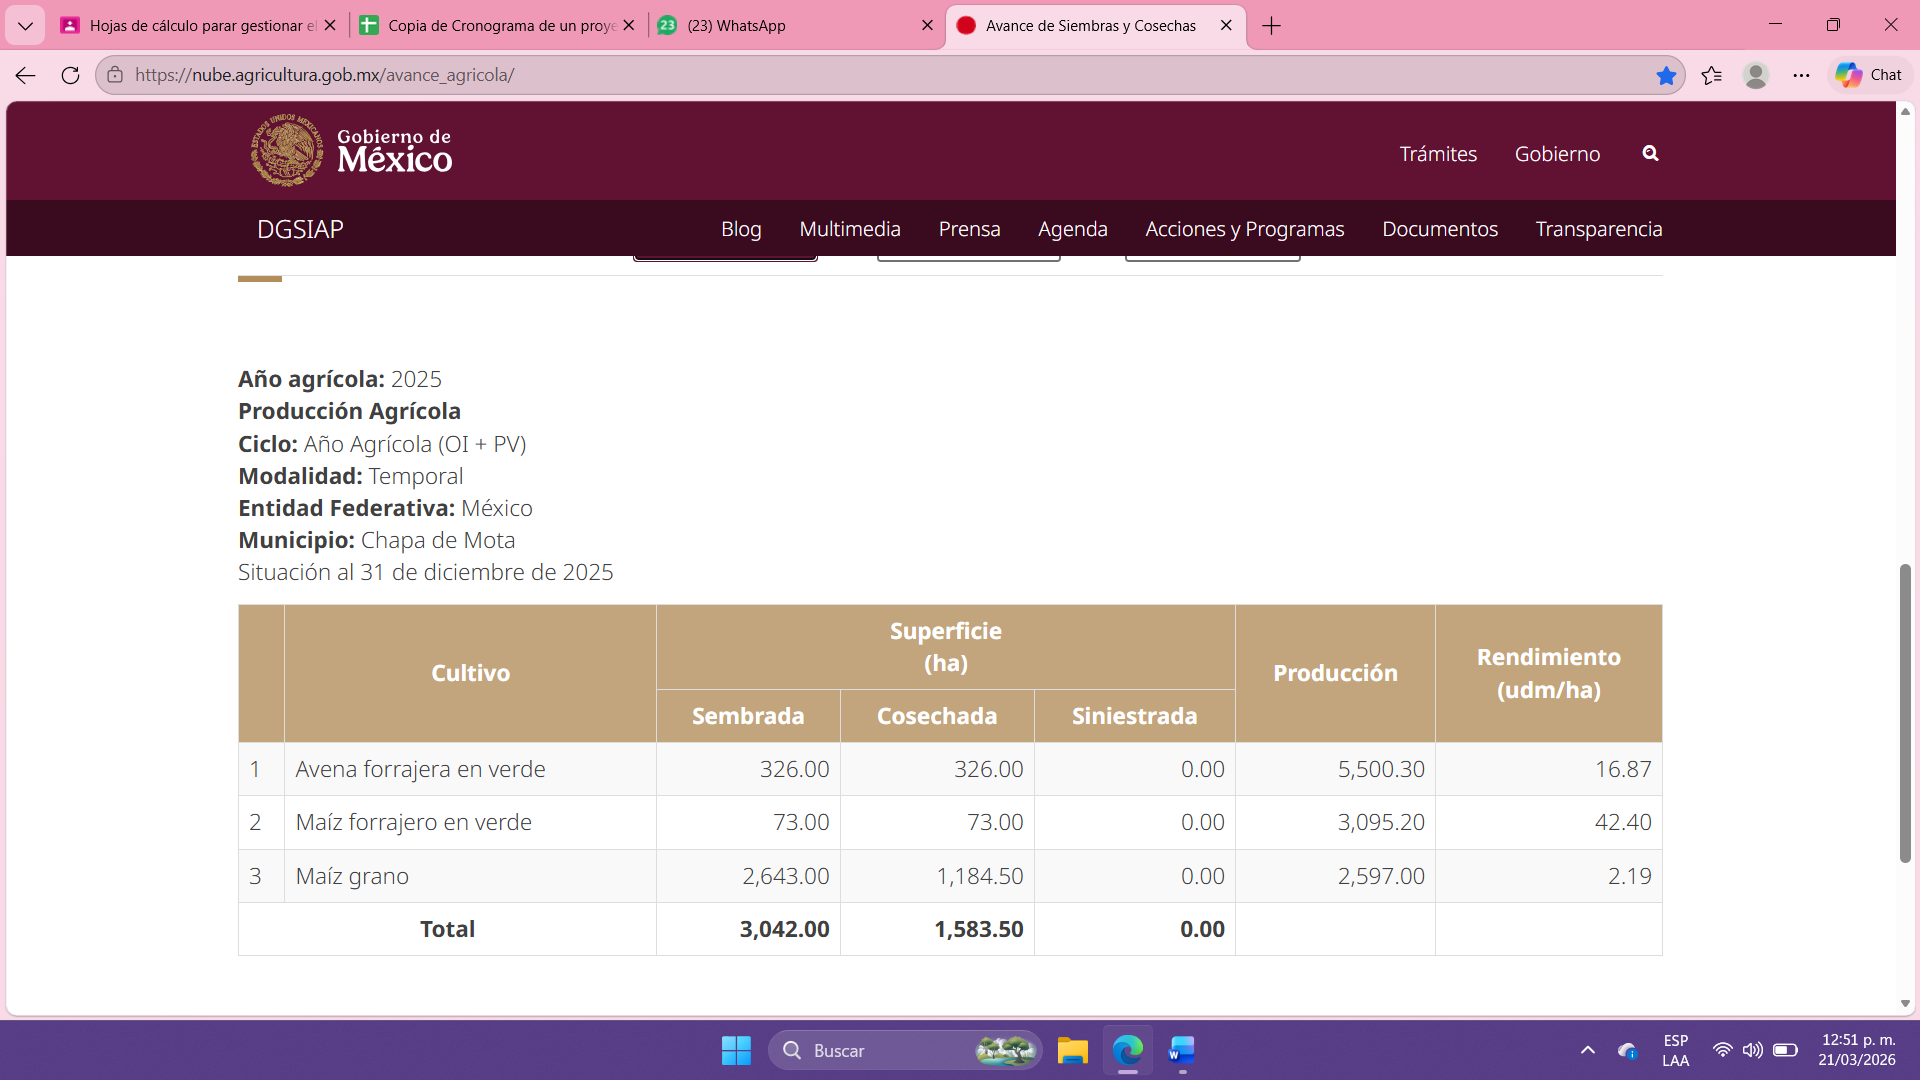 Hojas de cálculo parar gestionar el
Copia de Cronograma de un proye
23 (23) WhatsApp
Avance de Siembras y Cosechas
https://nube.agricultura.gob.mx/avance_agricola/
Chat
Gobierno de
México
Trámites Gobierno
DGSIAP Blog Multimedia Prensa Agenda Acciones y Programas Documentos Transparencia
Año agrícola: 2025
Producción Agrícola
Ciclo: Año Agrícola (OI + PV)
Modalidad: Temporal
Entidad Federativa: México
Municipio: Chapa de Mota
Situación al 31 de diciembre de 2025
Cultivo Superficie (ha) Producción Rendimiento (udm/ha)
Sembrada Cosechada Siniestrada
1 Avena forrajera en verde 326.00 326.00 0.00 5,500.30 16.87
2 Maíz forrajero en verde 73.00 73.00 0.00 3,095.20 42.40
3 Maíz grano 2,643.00 1,184.50 0.00 2,597.00 2.19
Total 3,042.00 1,583.50 0.00
Buscar
ESP
LAA
12:51 p. m.
21/03/2026